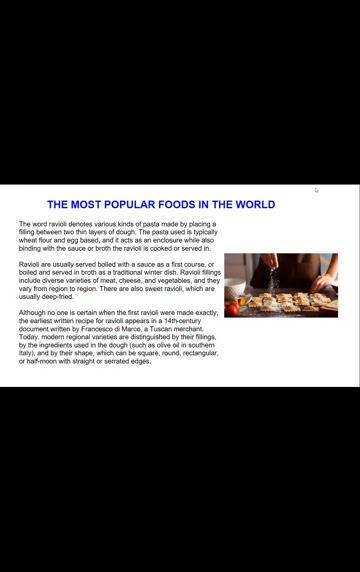 THE MOST POPULAR FOODS IN THE WORLD
The word ravioli denotes various kinds of pasta made by placing a
filling between two thin layers of dough. The pasta used is typically
wheat flour and egg based, and it acts as an enclosure while also
binding with the sauce or broth the ravioli is cooked or served in.
Ravioli are usually served boiled with a sauce as a first course, or
boiled and served in broth as a traditional winter dish. Ravioli fillings
include diverse varieties of meat, cheese, and vegetables, and they
vary from region to region. There are also sweet ravioli, which are
usually deep-fried.
Although no one is certain when the first ravioli were made exactly,
the earliest written recipe for ravioli appears in a 14th-century
document written by Francesco di Marco, a Tuscan merchant.
Today, modern regional varieties are distinguished by their fillings,
by the ingredients used in the dough (such as olive oil in southern
Italy), and by their shape, which can be square, round, rectangular,
or half-moon with straight or serrated edges.